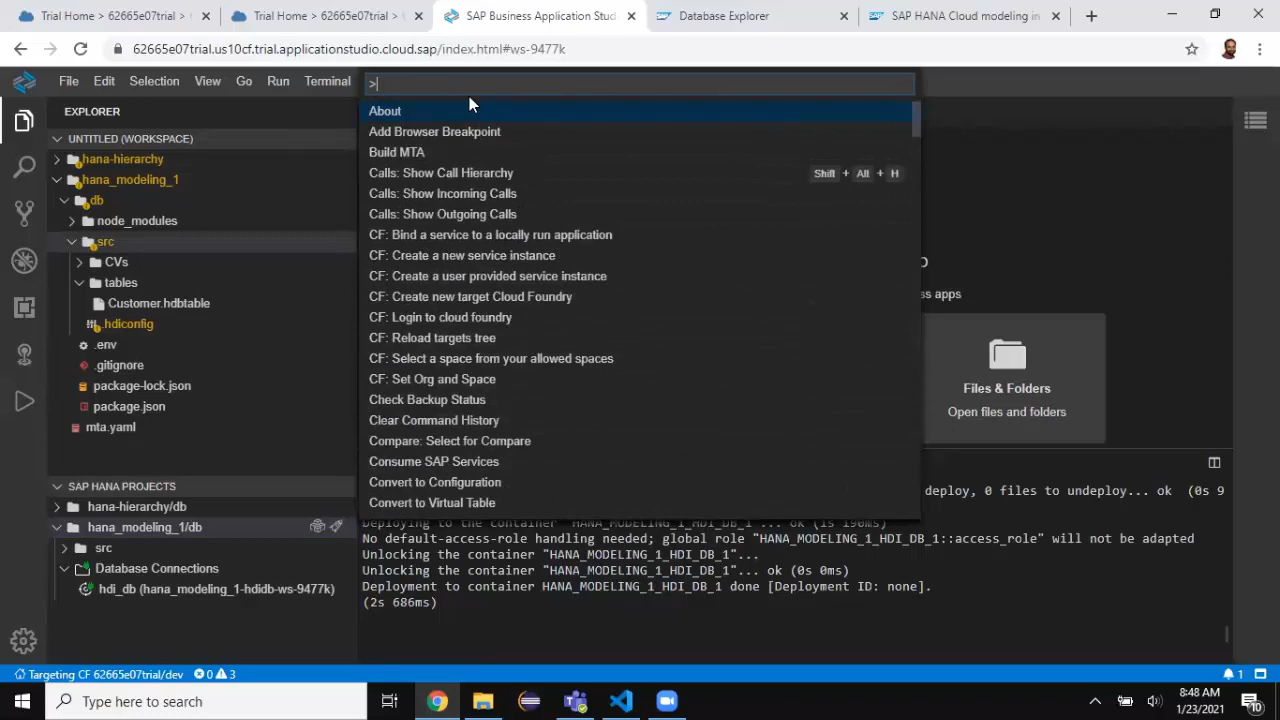 Trial Home > 62665e07trial >
Trial Home > 62665e07trial >
SAP Business Application Stud
Database Explorer
SAP HANA Cloud modeling in
62665e07trial.us10cf.trial.applicationstudio.cloud.sap/index.html#ws-9477k
File Edit Selection View Go Run Terminal
>
EXPLORER
UNTITLED (WORKSPACE)
hana-hierarchy
hana_modeling_1
db
node_modules
src
CVs
tables
Customer.hdbtable
.hdiconfig
.env
.gitignore
package-lock.json
package.json
mta.yaml
SAP HANA PROJECTS
hana-hierarchy/db
hana_modeling_1/db
src
Database Connections
hdi_db (hana_modeling_1-hdidb-ws-9477k)
About
Add Browser Breakpoint
Build MTA
Calls: Show Call Hierarchy Shift + Alt + H
Calls: Show Incoming Calls
Calls: Show Outgoing Calls
CF: Bind a service to a locally run application
CF: Create a new service instance
CF: Create a user provided service instance
CF: Create new target Cloud Foundry
CF: Login to cloud foundry
CF: Reload targets tree
CF: Select a space from your allowed spaces
CF: Set Org and Space
Check Backup Status
Clear Command History
Compare: Select for Compare
Consume SAP Services
Convert to Configuration
Convert to Virtual Table
ss apps
Files & Folders
Open files and folders
deploy, 0 files to undeploy... ok (0s 9
Deploying to the container "HANA_MODELING_1_HDI_DB_1"... ok (1s 190ms)
No default-access-role handling needed; global role "HANA_MODELING_1_HDI_DB_1::access_role" will not be adapted
Unlocking the container "HANA_MODELING_1_HDI_DB_1"...
Unlocking the container "HANA_MODELING_1_HDI_DB_1"... ok (0s 0ms)
Deployment to container HANA_MODELING_1_HDI_DB_1 done [Deployment ID: none].
(2s 686ms)
Targeting CF 62665e07trial/dev 0 3 1
Type here to search
8:48 AM
1/23/2021
10